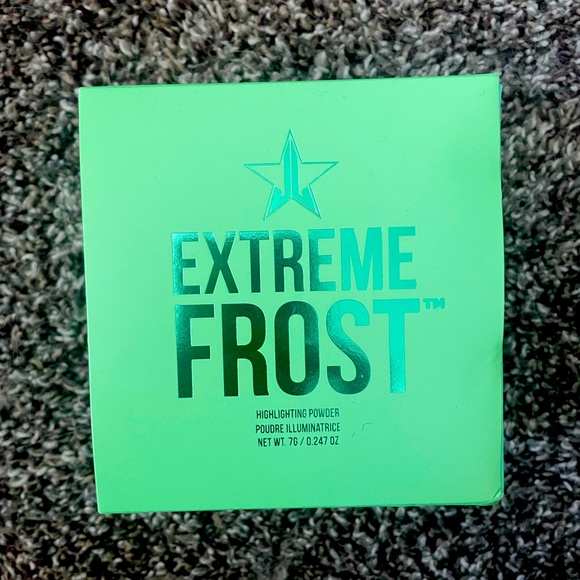 EXTREME
FROST™
HIGHLIGHTING POWDER
POUDRE ILLUMINATRICE
NET WT. 7G / 0.247 OZ